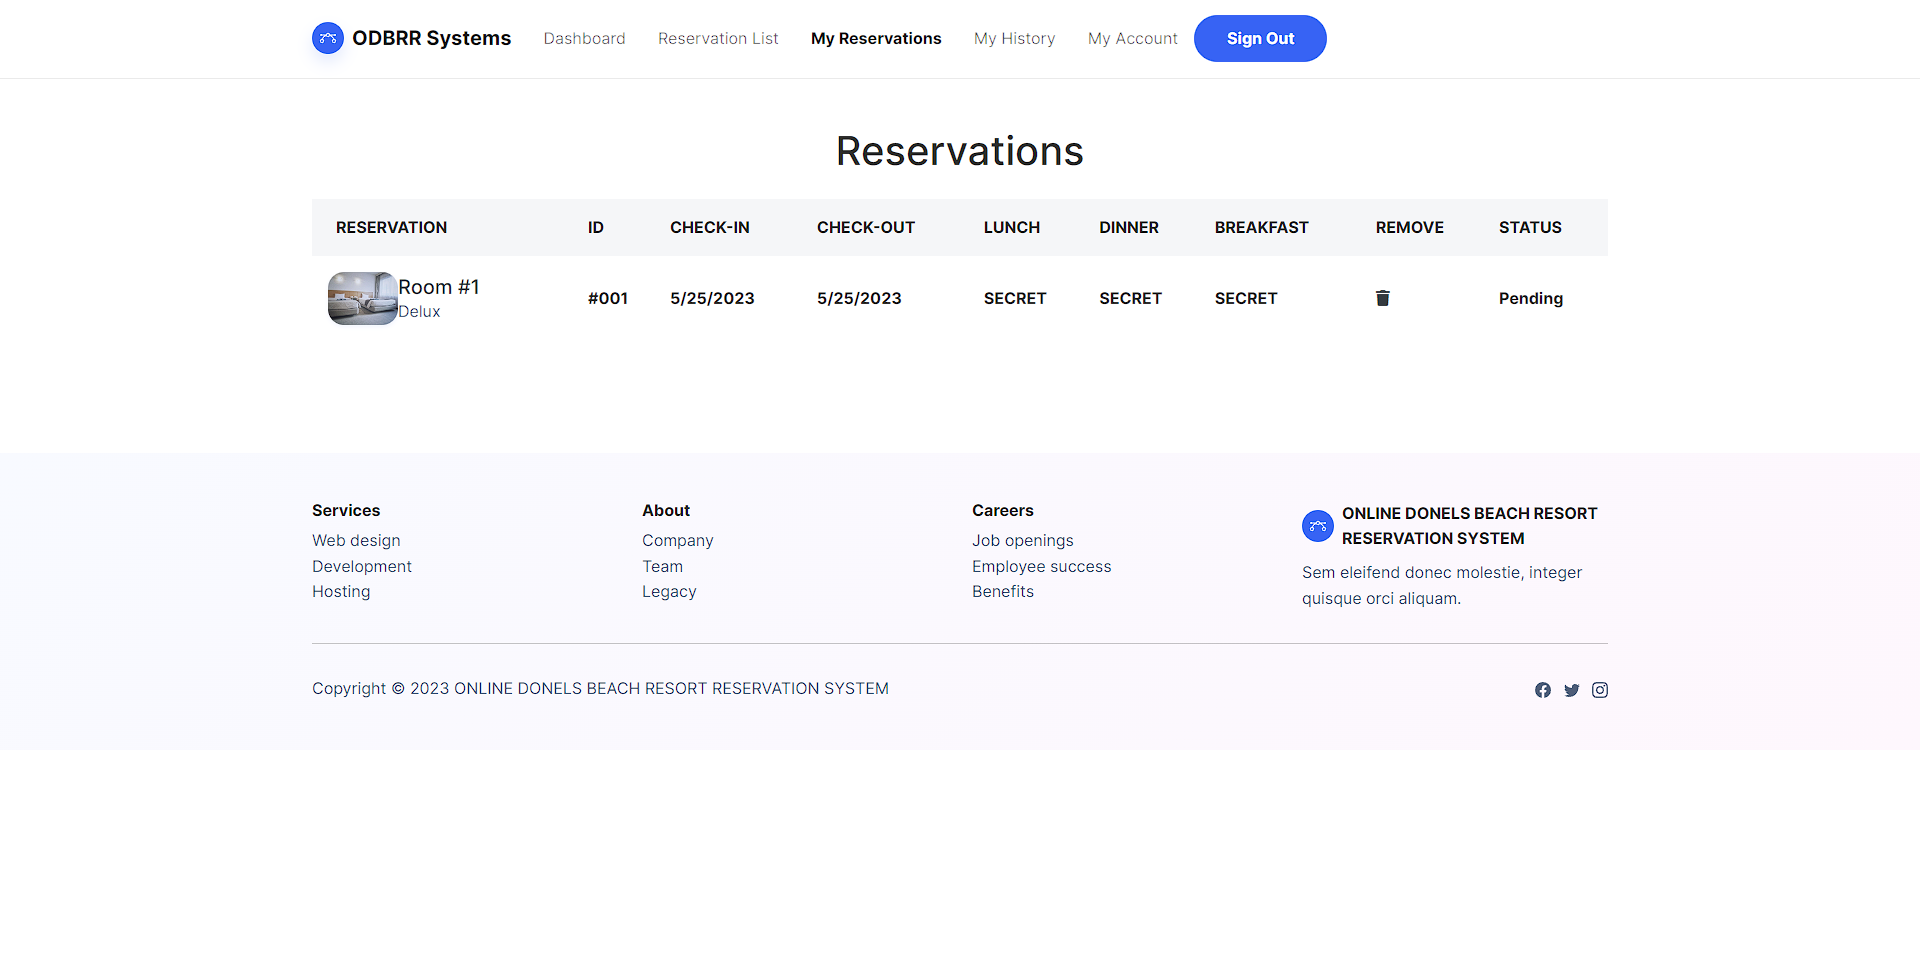 ODBRR Systems Dashboard Reservation List My Reservations My History My Account Sign Out
Reservations
RESERVATION ID CHECK-IN CHECK-OUT LUNCH DINNER BREAKFAST REMOVE STATUS
Room #1
Delux
#001 5/25/2023 5/25/2023 SECRET SECRET SECRET Pending
Services
Web design
Development
Hosting
About
Company
Team
Legacy
Careers
Job openings
Employee success
Benefits
ONLINE DONELS BEACH RESORT
RESERVATION SYSTEM
Sem eleifend donec molestie, integer
quisque orci aliquam.
Copyright © 2023 ONLINE DONELS BEACH RESORT RESERVATION SYSTEM